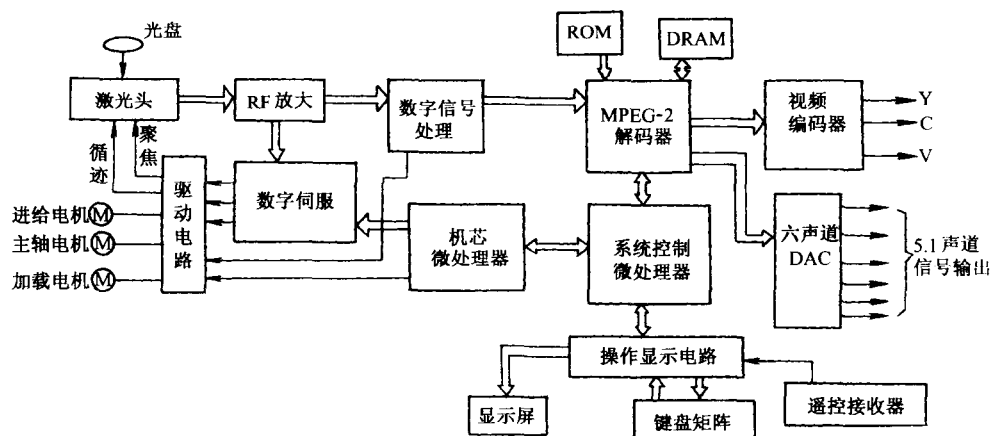 光盘
ROM
DRAM
激光头
RF 放大
数字信号
处理
MPEG-2
解码器
视频
编码器
Y
C
V
循迹
聚焦
驱动电路
数字伺服
进给电机 M
主轴电机 M
加载电机 M
机芯
微处理器
系统控制
微处理器
六声道
DAC
5.1 声道
信号输出
操作显示电路
显示屏
键盘矩阵
遥控接收器